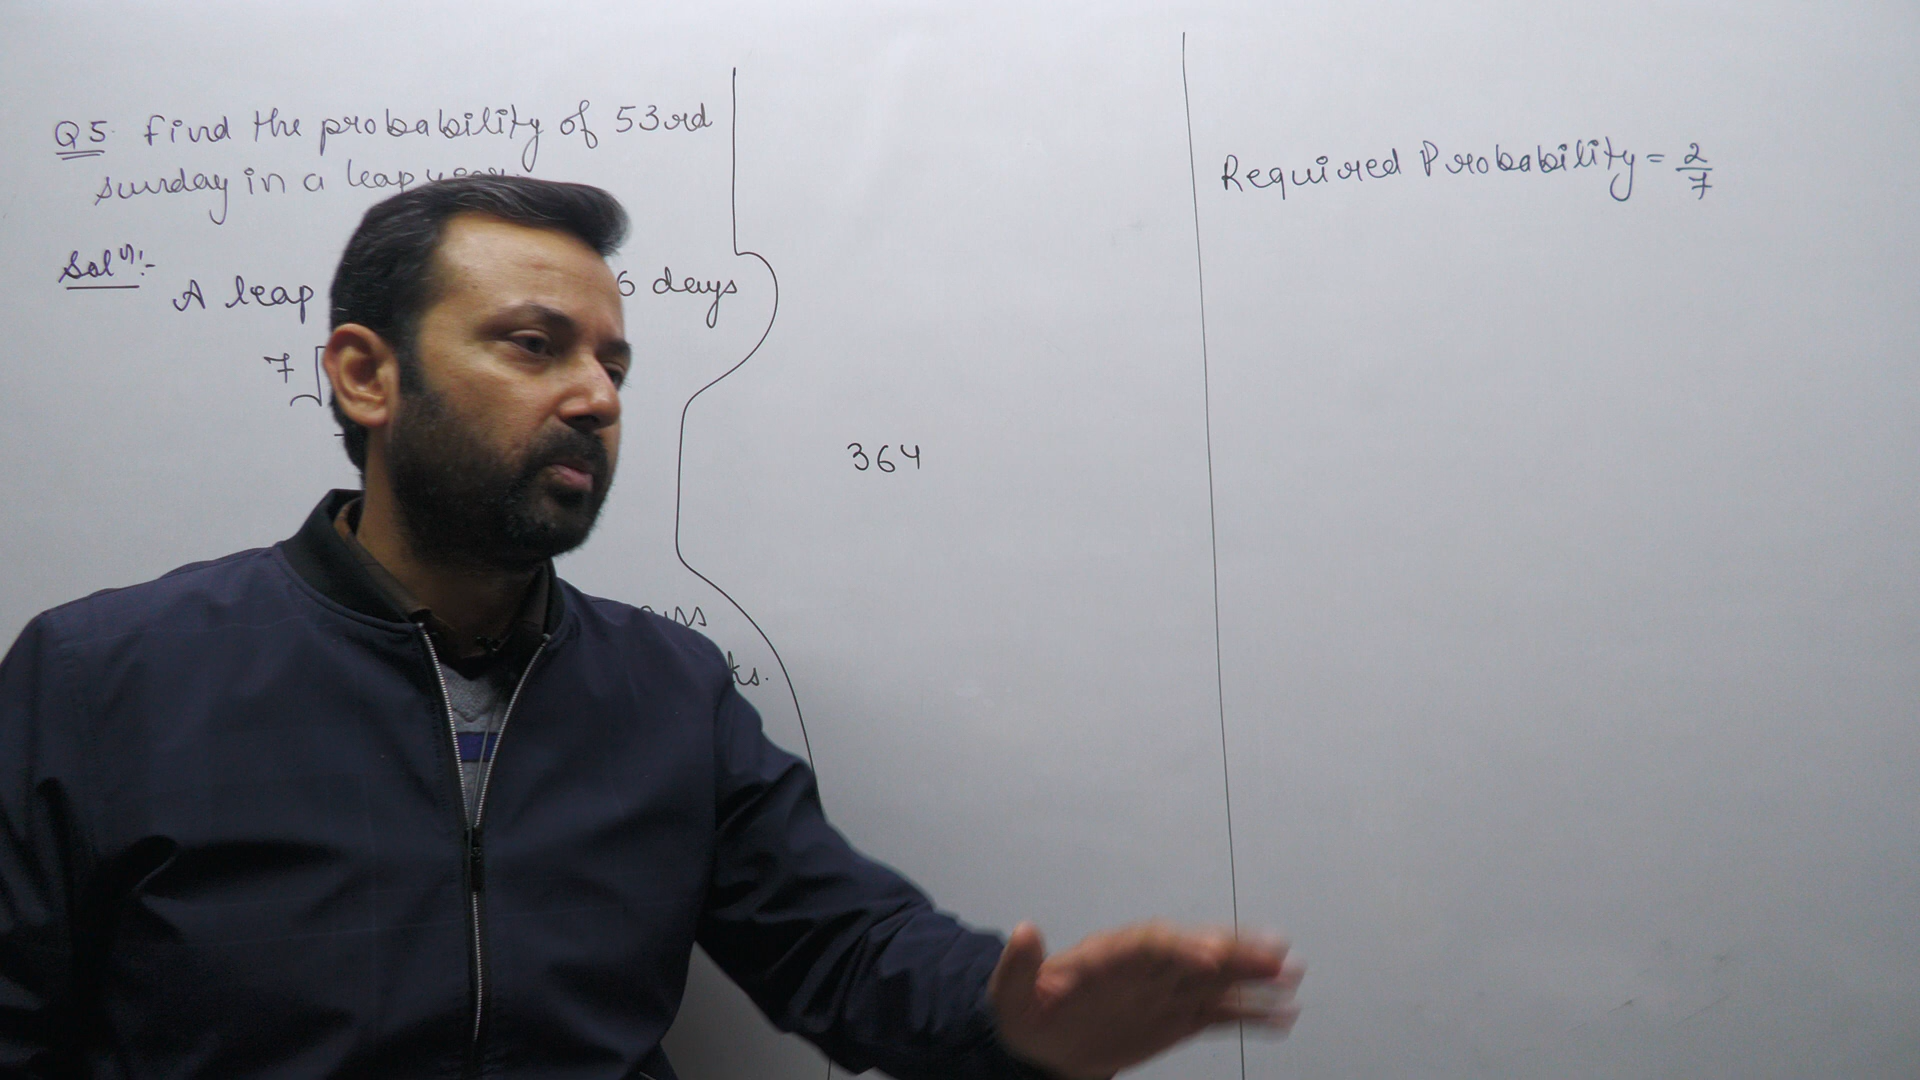 Q5. Find the probability of 53rd
sunday in a leap year.
Solⁿ:-
A leap 6 days
7
364
Required Probability = 2/7